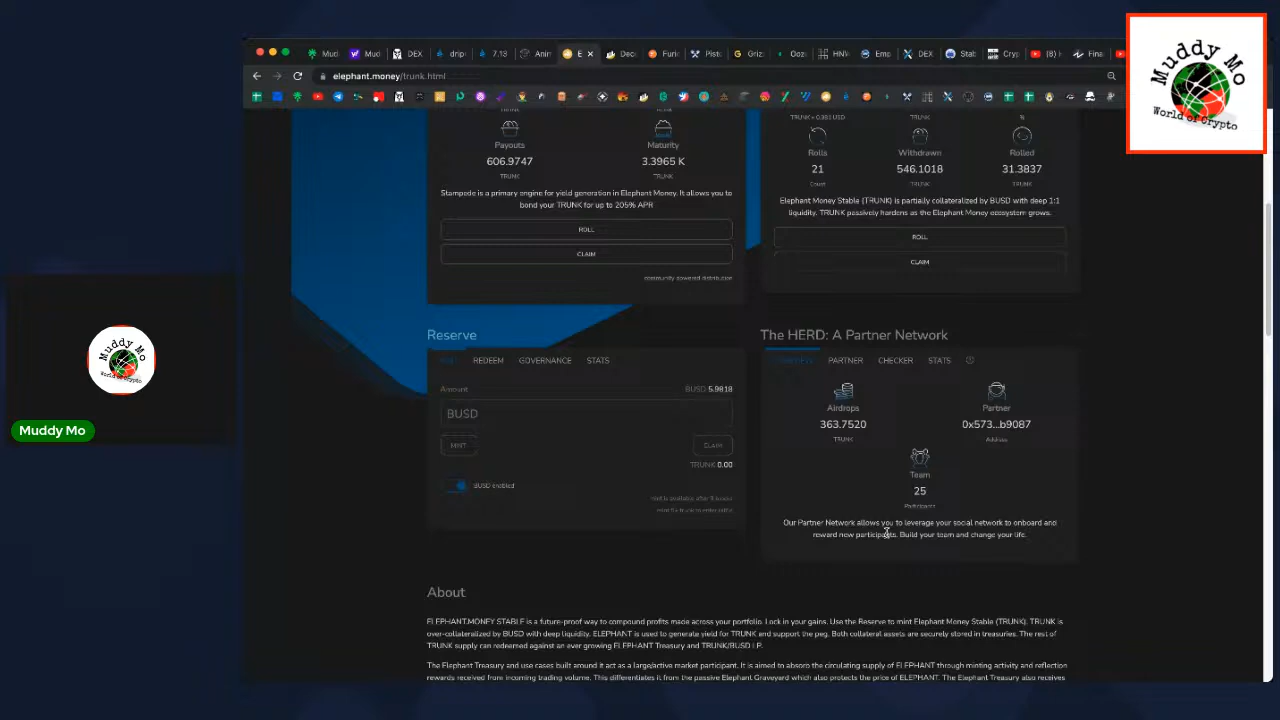 Muddy Mo
World of Crypto
elephant.money/trunk.html
TRUNK × 0.381 USD
TRUNK
%
Payouts
Maturity
606.9747
3.3965 K
TRUNK
TRUNK
Stampede is a primary engine for yield generation in Elephant Money. It allows you to
bond your TRUNK for up to 205% APR
ROLL
CLAIM
community powered distribution
Rolls
Withdrawn
Rolled
21
546.1018
31.3837
Count
TRUNK
TRUNK
Elephant Money Stable (TRUNK) is partially collateralized by BUSD with deep 1:1
liquidity. TRUNK passively hardens as the Elephant Money ecosystem grows.
ROLL
CLAIM
Reserve
REDEEM GOVERNANCE STATS
Amount
BUSD 5.9818
BUSD
MINT
CLAIM
TRUNK 0.00
BUSD enabled
The HERD: A Partner Network
PARTNER CHECKER STATS
Airdrops
Partner
363.7520
0x573...b9087
TRUNK
Address
Team
25
Participants
Our Partner Network allows you to leverage your social network to onboard and
reward new participants. Build your team and change your life.
About
ELEPHANT.MONEY STABLE is a future-proof way to compound profits made across your portfolio. Lock in your gains. Use the Reserve to mint Elephant Money Stable (TRUNK). TRUNK is
over-collateralized by BUSD with deep liquidity. ELEPHANT is used to generate yield for TRUNK and support the peg. Both collateral assets are securely stored in treasuries. The rest of
TRUNK supply can redeemed against an ever growing ELEPHANT Treasury and TRUNK/BUSD LP.
The Elephant Treasury and use cases built around it act as a large/active market participant. It is aimed to absorb the circulating supply of ELEPHANT through minting activity and reflection
rewards received from incoming trading volume. This differentiates it from the passive Elephant Graveyard which also protects the price of ELEPHANT. The Elephant Treasury also receives
Muddy Mo
Muddy Mo